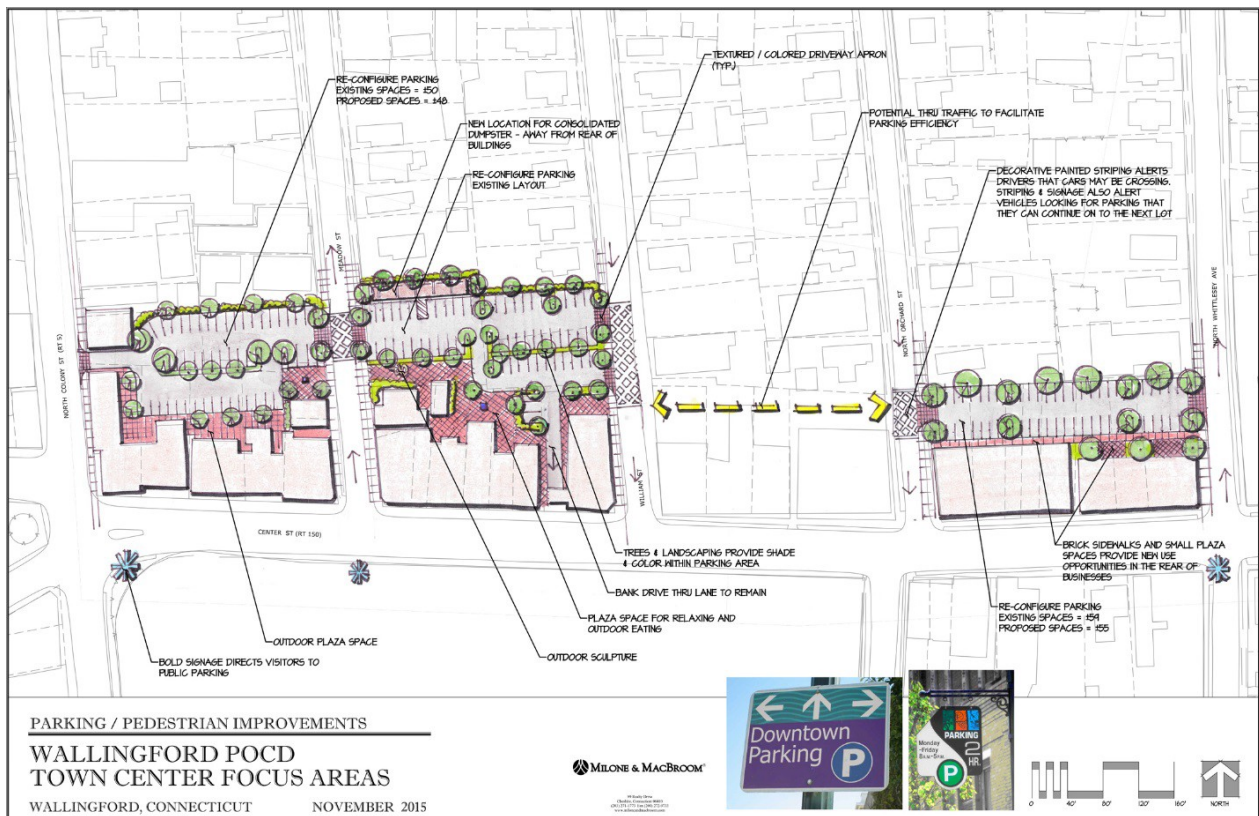 RE-CONFIGURE PARKING
EXISTING SPACES = ±50
PROPOSED SPACES = ±48
NEW LOCATION FOR CONSOLIDATED
DUMPSTER - AWAY FROM REAR OF
BUILDINGS
RE-CONFIGURE PARKING
EXISTING LAYOUT
TEXTURED / COLORED DRIVEWAY APRON
(TYP.)
POTENTIAL THRU TRAFFIC TO FACILITATE
PARKING EFFICIENCY
DECORATIVE PAINTED STRIPING ALERTS
DRIVERS THAT CARS MAY BE CROSSING.
STRIPING & SIGNAGE ALSO ALERT
VEHICLES LOOKING FOR PARKING THAT
THEY CAN CONTINUE ON TO THE NEXT LOT
NORTH COLONY ST (RT 5)
MEADOW ST
WILLIAM ST
NORTH ORCHARD ST
NORTH WHITTLESEY AVE
CENTER ST (RT 150)
TREES & LANDSCAPING PROVIDE SHADE
& COLOR WITHIN PARKING AREA
BANK DRIVE THRU LANE TO REMAIN
PLAZA SPACE FOR RELAXING AND
OUTDOOR EATING
OUTDOOR SCULPTURE
OUTDOOR PLAZA SPACE
BOLD SIGNAGE DIRECTS VISITORS TO
PUBLIC PARKING
BRICK SIDEWALKS AND SMALL PLAZA
SPACES PROVIDE NEW USE
OPPORTUNITIES IN THE REAR OF
BUSINESSES
RE-CONFIGURE PARKING
EXISTING SPACES = ±59
PROPOSED SPACES = ±55
PARKING / PEDESTRIAN IMPROVEMENTS
WALLINGFORD POCD
TOWN CENTER FOCUS AREAS
WALLINGFORD, CONNECTICUT NOVEMBER 2015
MILONE & MACBROOM®
Downtown
Parking
P
PARKING
2
HR.
Monday
-Friday
P
0 40' 80' 120' 160'
NORTH